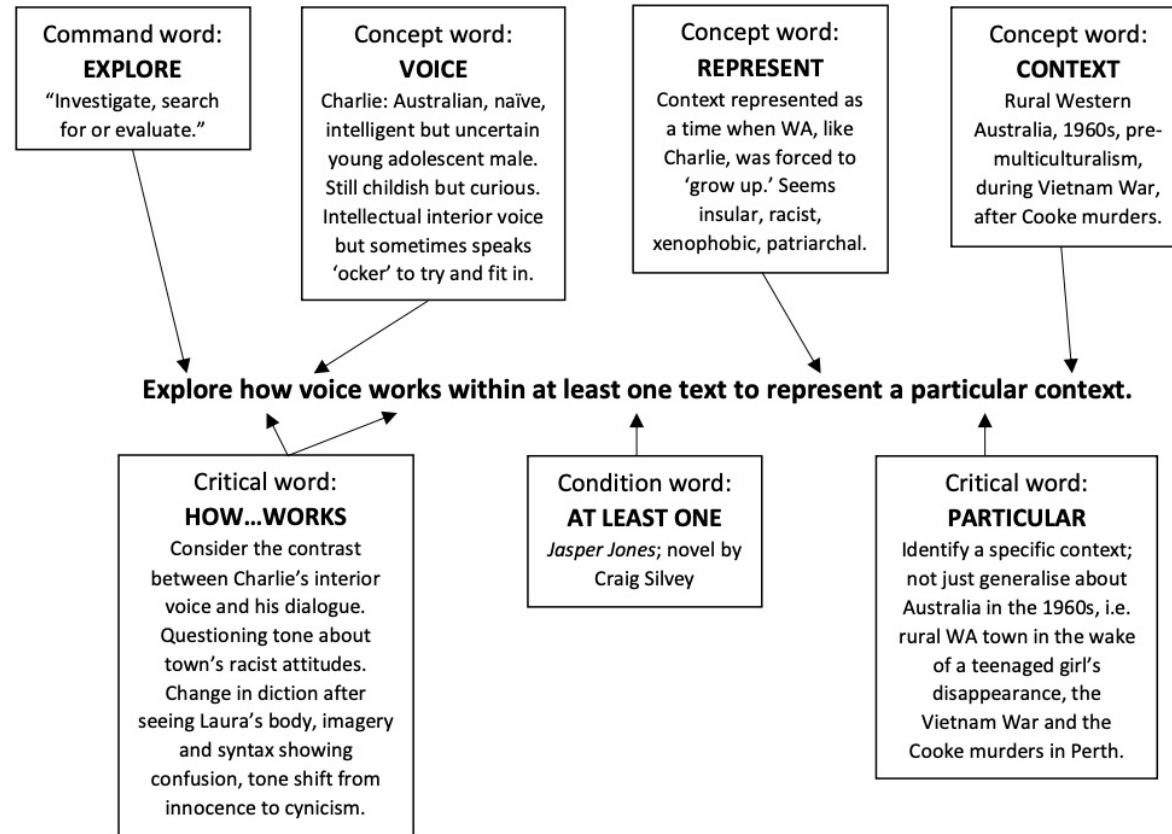 Command word:
EXPLORE
“Investigate, search
for or evaluate.”
Concept word:
VOICE
Charlie: Australian, naïve,
intelligent but uncertain
young adolescent male.
Still childish but curious.
Intellectual interior voice
but sometimes speaks
‘ocker’ to try and fit in.
Concept word:
REPRESENT
Context represented as
a time when WA, like
Charlie, was forced to
‘grow up.’ Seems
insular, racist,
xenophobic, patriarchal.
Concept word:
CONTEXT
Rural Western
Australia, 1960s, pre-
multiculturalism,
during Vietnam War,
after Cooke murders.
Explore how voice works within at least one text to represent a particular context.
Critical word:
HOW...WORKS
Consider the contrast
between Charlie’s interior
voice and his dialogue.
Questioning tone about
town’s racist attitudes.
Change in diction after
seeing Laura’s body, imagery
and syntax showing
confusion, tone shift from
innocence to cynicism.
Condition word:
AT LEAST ONE
Jasper Jones; novel by
Craig Silvey
Critical word:
PARTICULAR
Identify a specific context;
not just generalise about
Australia in the 1960s, i.e.
rural WA town in the wake
of a teenaged girl’s
disappearance, the
Vietnam War and the
Cooke murders in Perth.